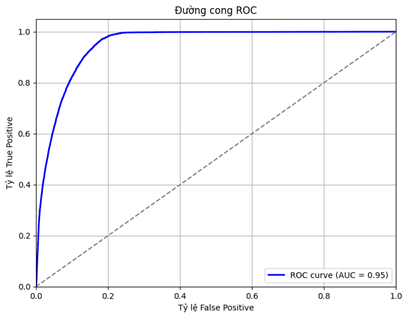 Đường cong ROC
Tỷ lệ True Positive
1.0
0.8
0.6
0.4
0.2
0.0
0.0 0.2 0.4 0.6 0.8 1.0
ROC curve (AUC = 0.95)
Tỷ lệ False Positive